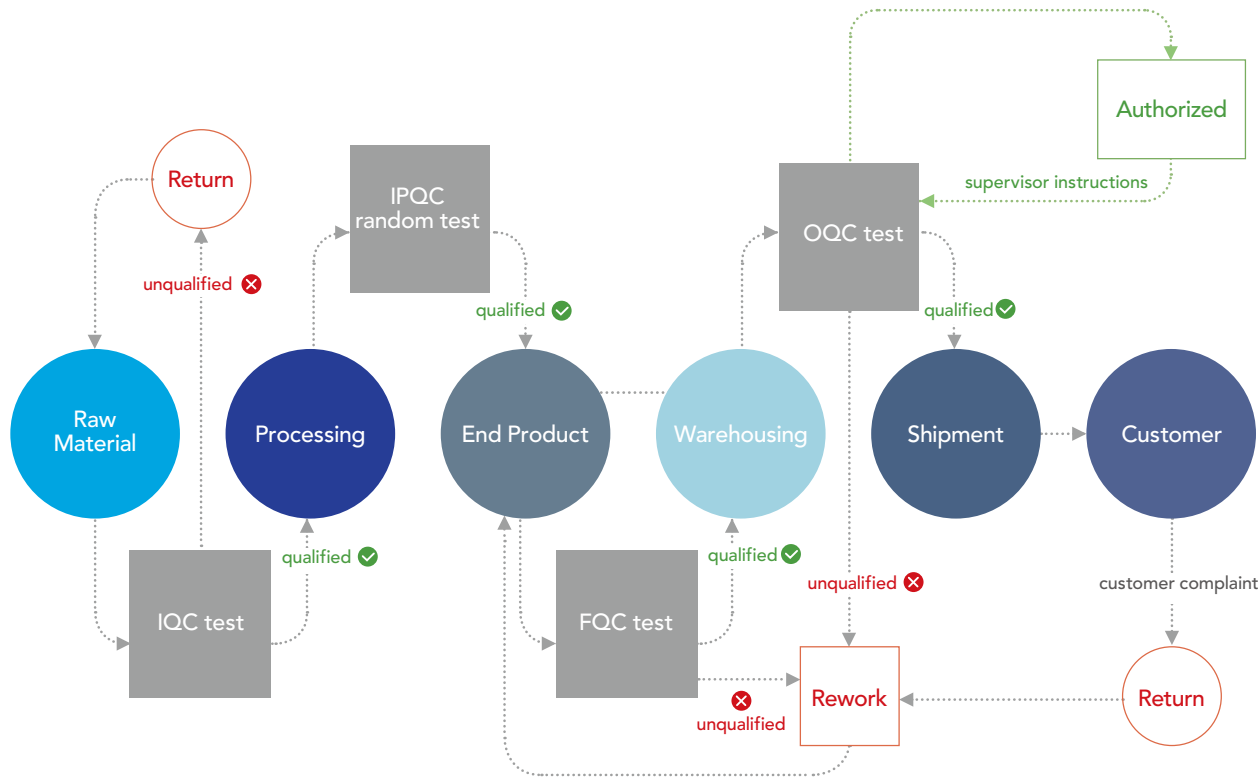 Authorized
supervisor instructions
Return
unqualified
IPQC
random test
qualified
OQC test
qualified
Raw
Material
Processing
End Product
Warehousing
Shipment
Customer
IQC test
qualified
FQC test
qualified
unqualified
customer complaint
unqualified
Rework
Return